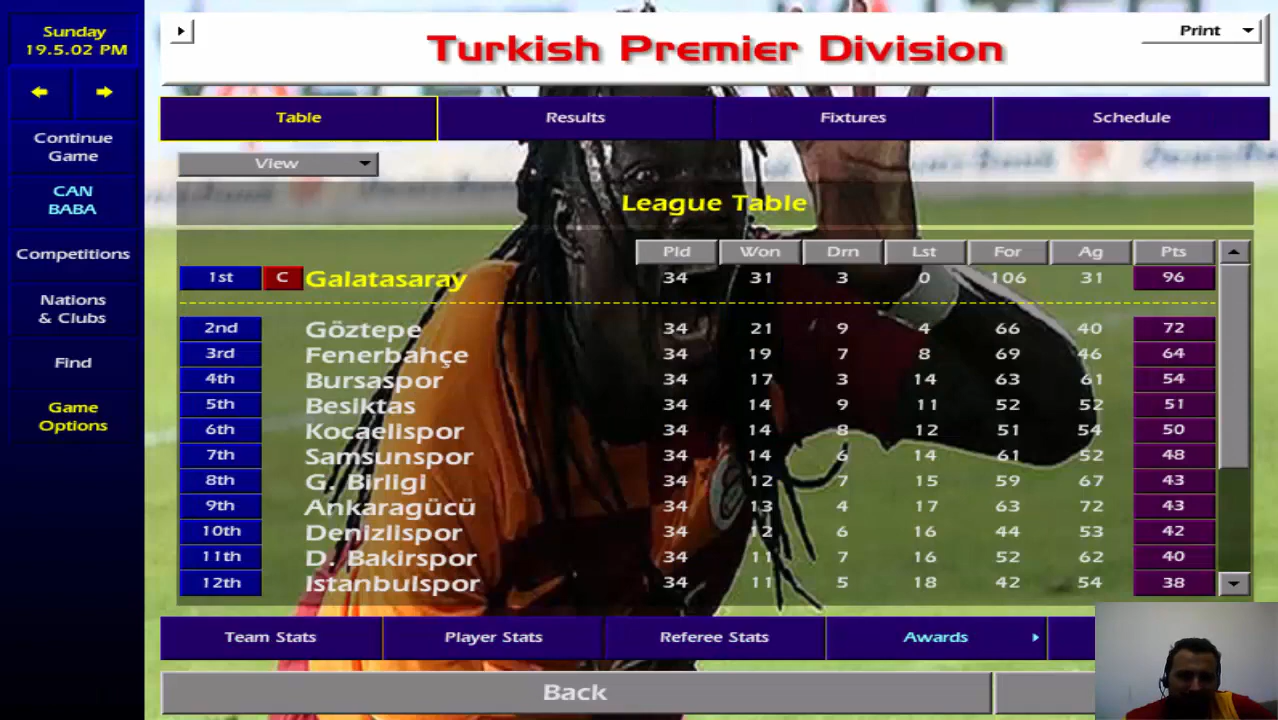 Sunday
19.5.02 PM
Continue
Game
CAN
BABA
Competitions
Nations
& Clubs
Find
Game
Options
Turkish Premier Division
Print
Table Results Fixtures Schedule
View
League Table
Pld Won Drn Lst For Ag Pts
1st C Galatasaray 34 31 3 0 106 31 96
2nd Göztepe 34 21 9 4 66 40 72
3rd Fenerbahçe 34 19 7 8 69 46 64
4th Bursaspor 34 17 3 14 63 61 54
5th Besiktas 34 14 9 11 52 52 51
6th Kocaelispor 34 14 8 12 51 54 50
7th Samsunspor 34 14 6 14 61 52 48
8th G. Birligi 34 12 7 15 59 67 43
9th Ankaragücü 34 13 4 17 63 72 43
10th Denizlispor 34 12 6 16 44 53 42
11th D. Bakirspor 34 11 7 16 52 62 40
12th Istanbulspor 34 11 5 18 42 54 38
Team Stats Player Stats Referee Stats Awards
Back